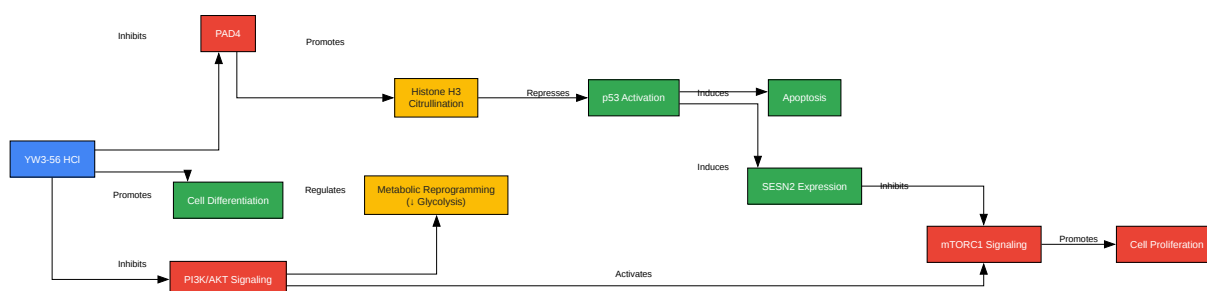 Inhibits
PAD4
Promotes
Histone H3
Citrullination
Represses
p53 Activation
Induces
Apoptosis
YW3-56 HCl
Promotes
Cell Differentiation
Regulates
Metabolic Reprogramming
(↓ Glycolysis)
Induces
SESN2 Expression
Inhibits
mTORC1 Signaling
Promotes
Cell Proliferation
Inhibits
PI3K/AKT Signaling
Activates